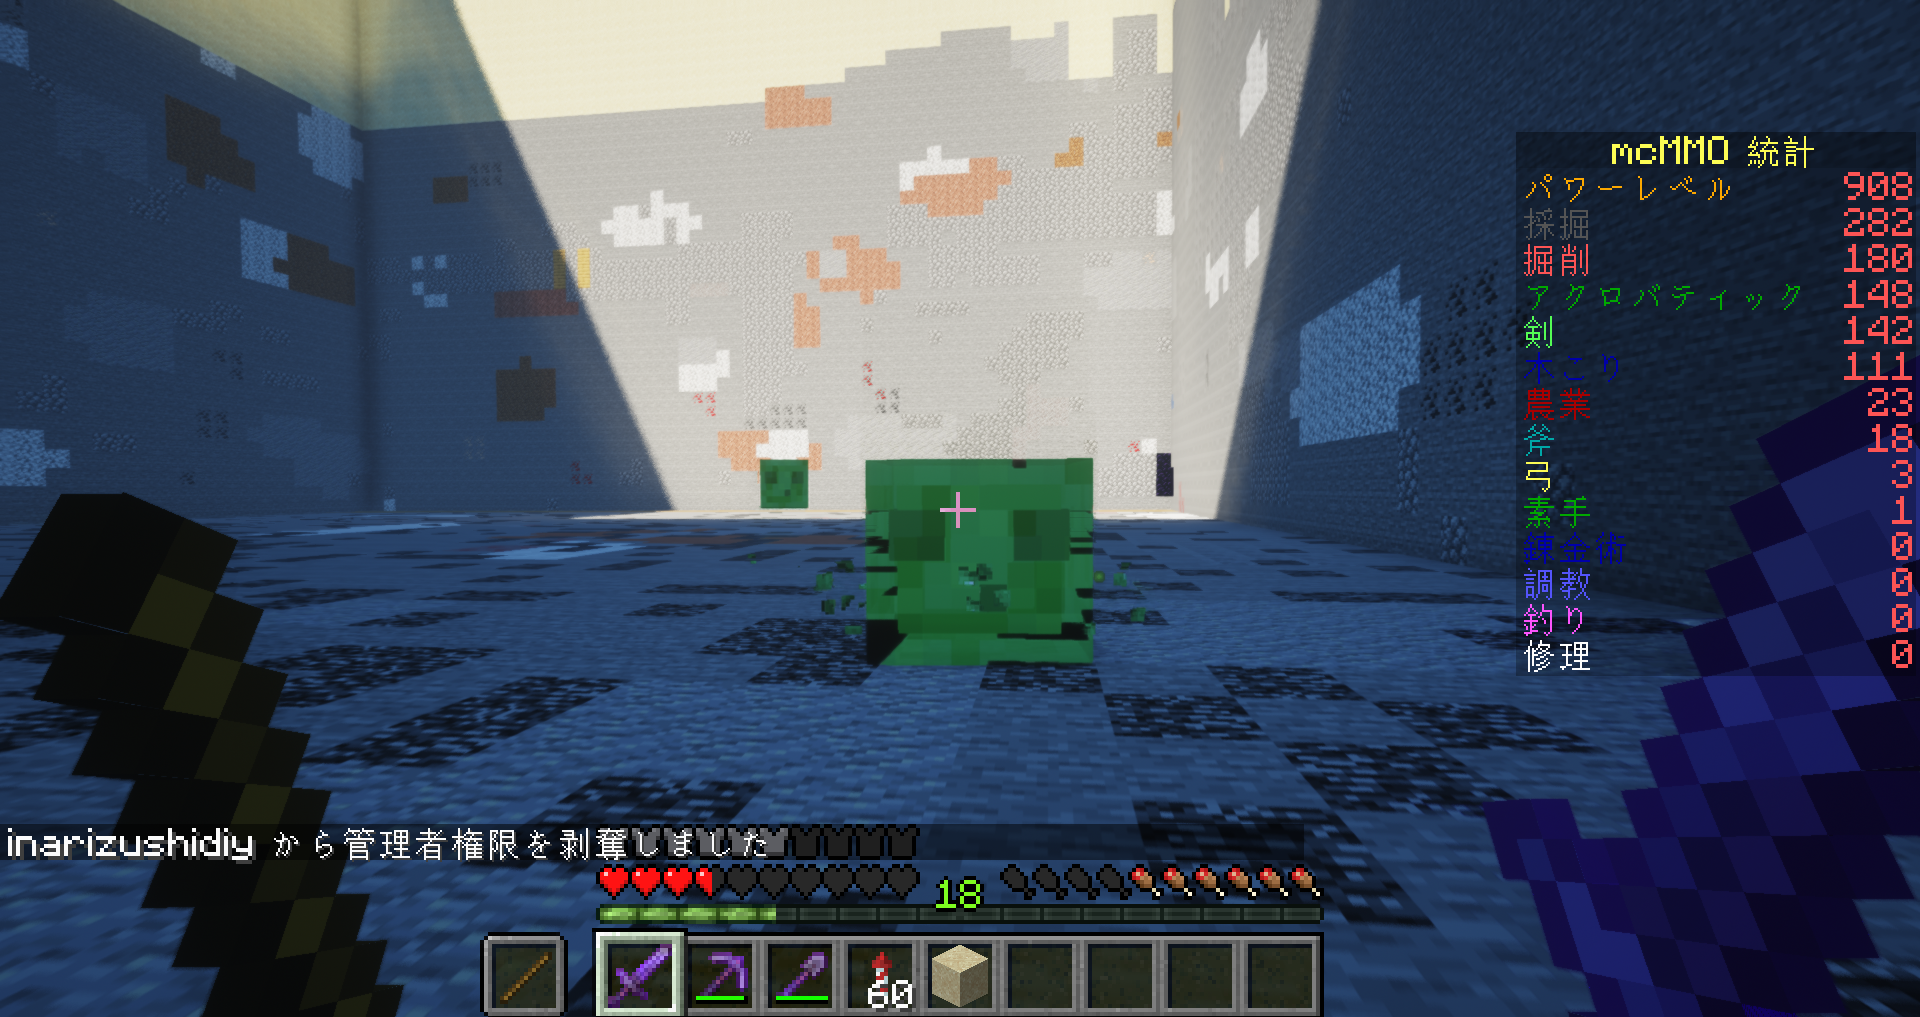 mcMMO 統計
パワーレベル 908
採掘 282
掘削 180
アクロバティック 148
剣 142
木こり 111
農業 23
斧 18
弓 3
素手 1
錬金術 0
調教 0
釣り 0
修理 0
inarizushidiy から管理者権限を剥奪しました
18
60